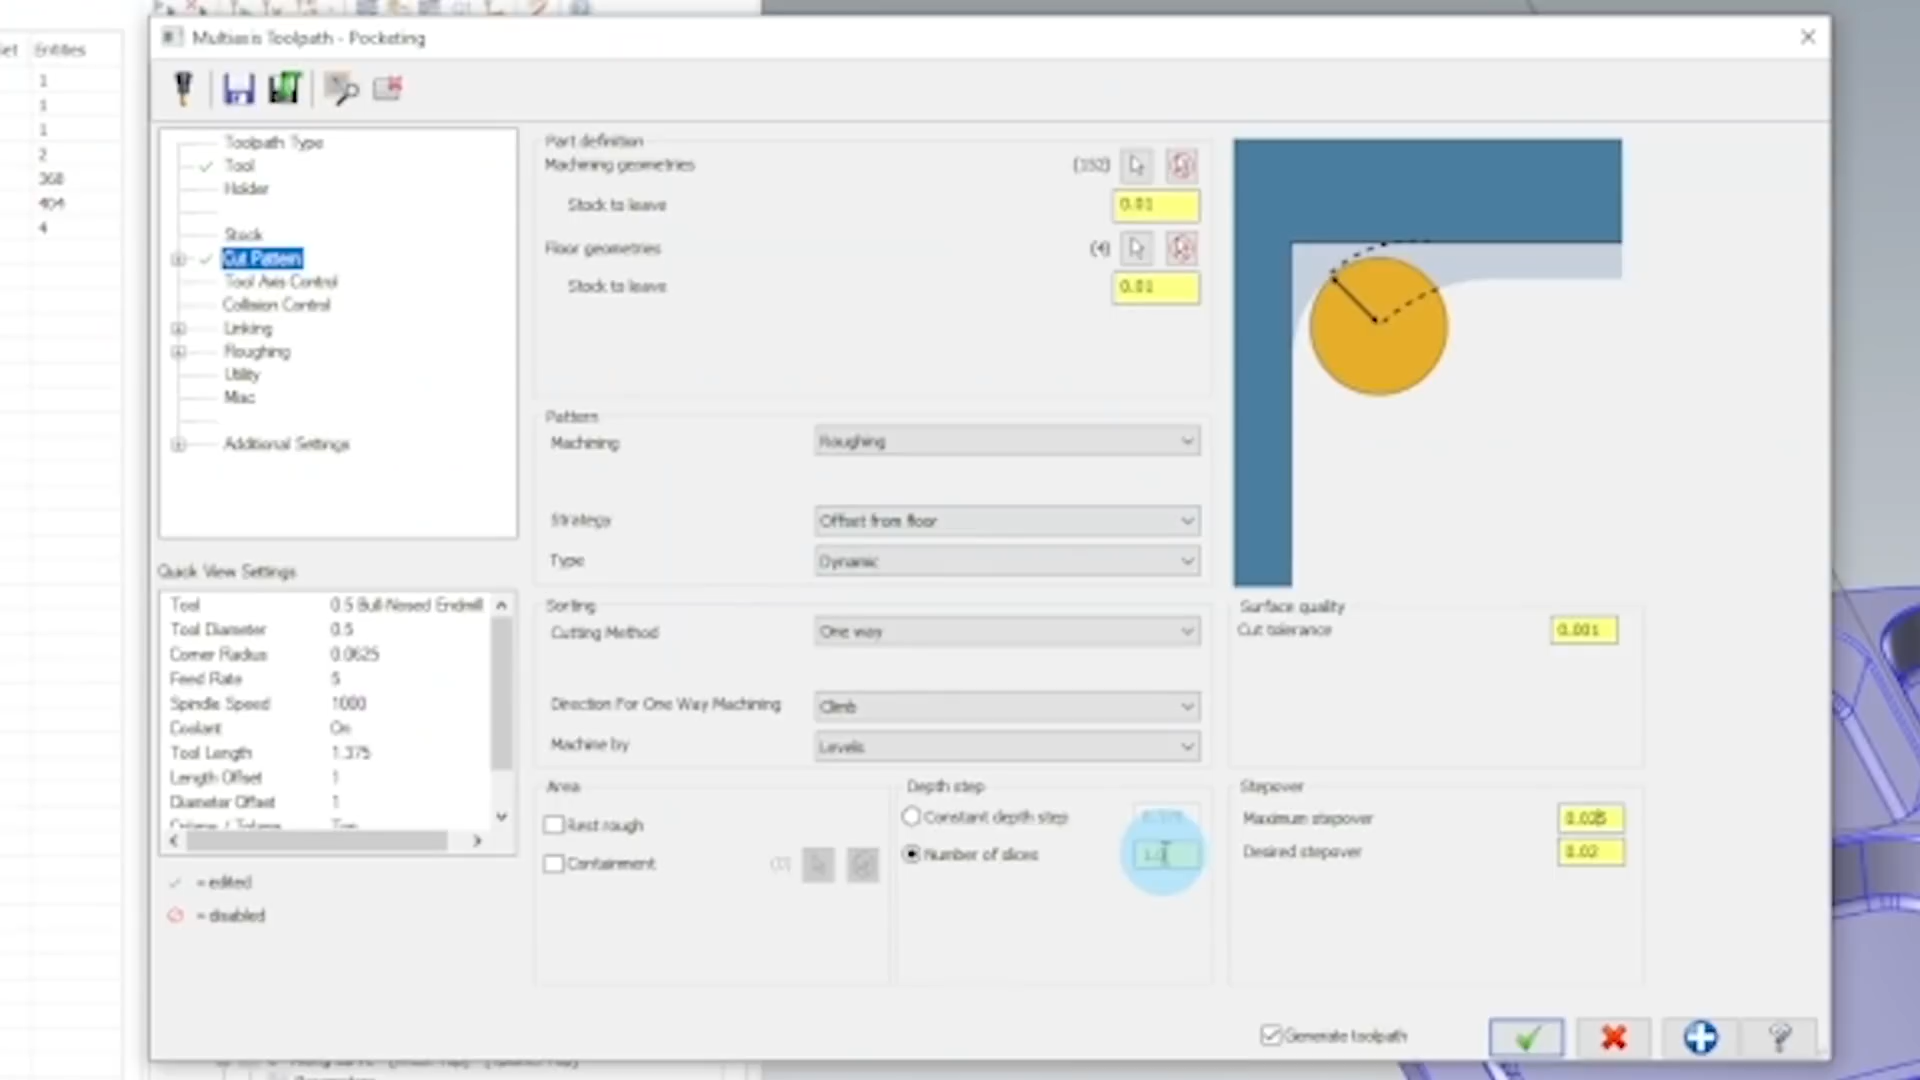 Entities
1
1
1
2
368
404
4
Multiaxis Toolpath - Pocketing
Toolpath Type
Tool
Holder
Stock
Cut Pattern
Tool Axis Control
Collision Control
Linking
Roughing
Utility
Misc
Additional Settings
Quick View Settings
Tool 0.5 Bull-Nosed Endmill
Tool Diameter 0.5
Corner Radius 0.0625
Feed Rate 5
Spindle Speed 1000
Coolant On
Tool Length 1.375
Length Offset 1
Diameter Offset 1
= edited
= disabled
Part definition
Machining geometries (152)
Stock to leave 0.01
Floor geometries (4)
Stock to leave 0.01
Pattern
Machining Roughing
Strategy Offset from floor
Type Dynamic
Sorting
Cutting Method One way
Direction For One Way Machining Climb
Machine by Levels
Area
Rest rough
Containment
Depth step
Constant depth step
Number of slices
Surface quality
Cut tolerance 0.001
Stepover
Maximum stepover 0.025
Desired stepover 0.02
Generate toolpath